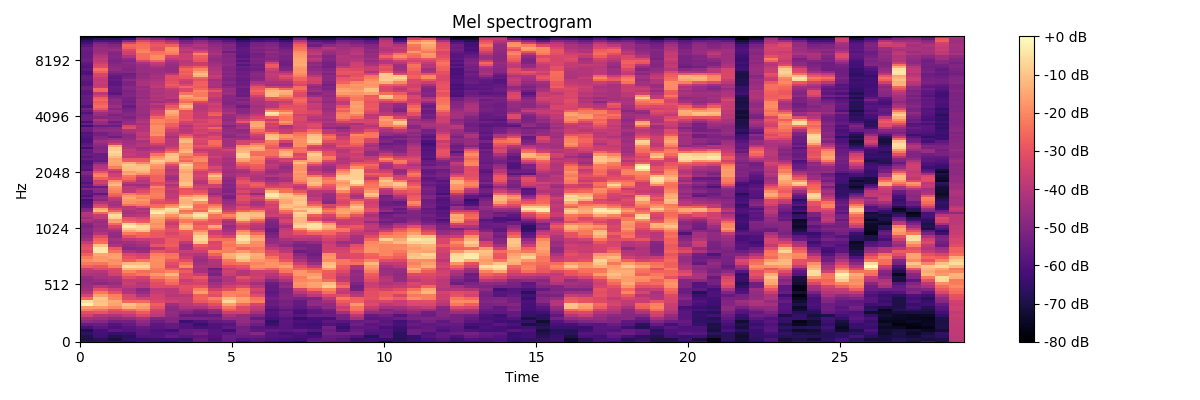 Mel spectrogram
Hz
8192
4096
2048
1024
512
0
0 5 10 15 20 25
Time
+0 dB
-10 dB
-20 dB
-30 dB
-40 dB
-50 dB
-60 dB
-70 dB
-80 dB